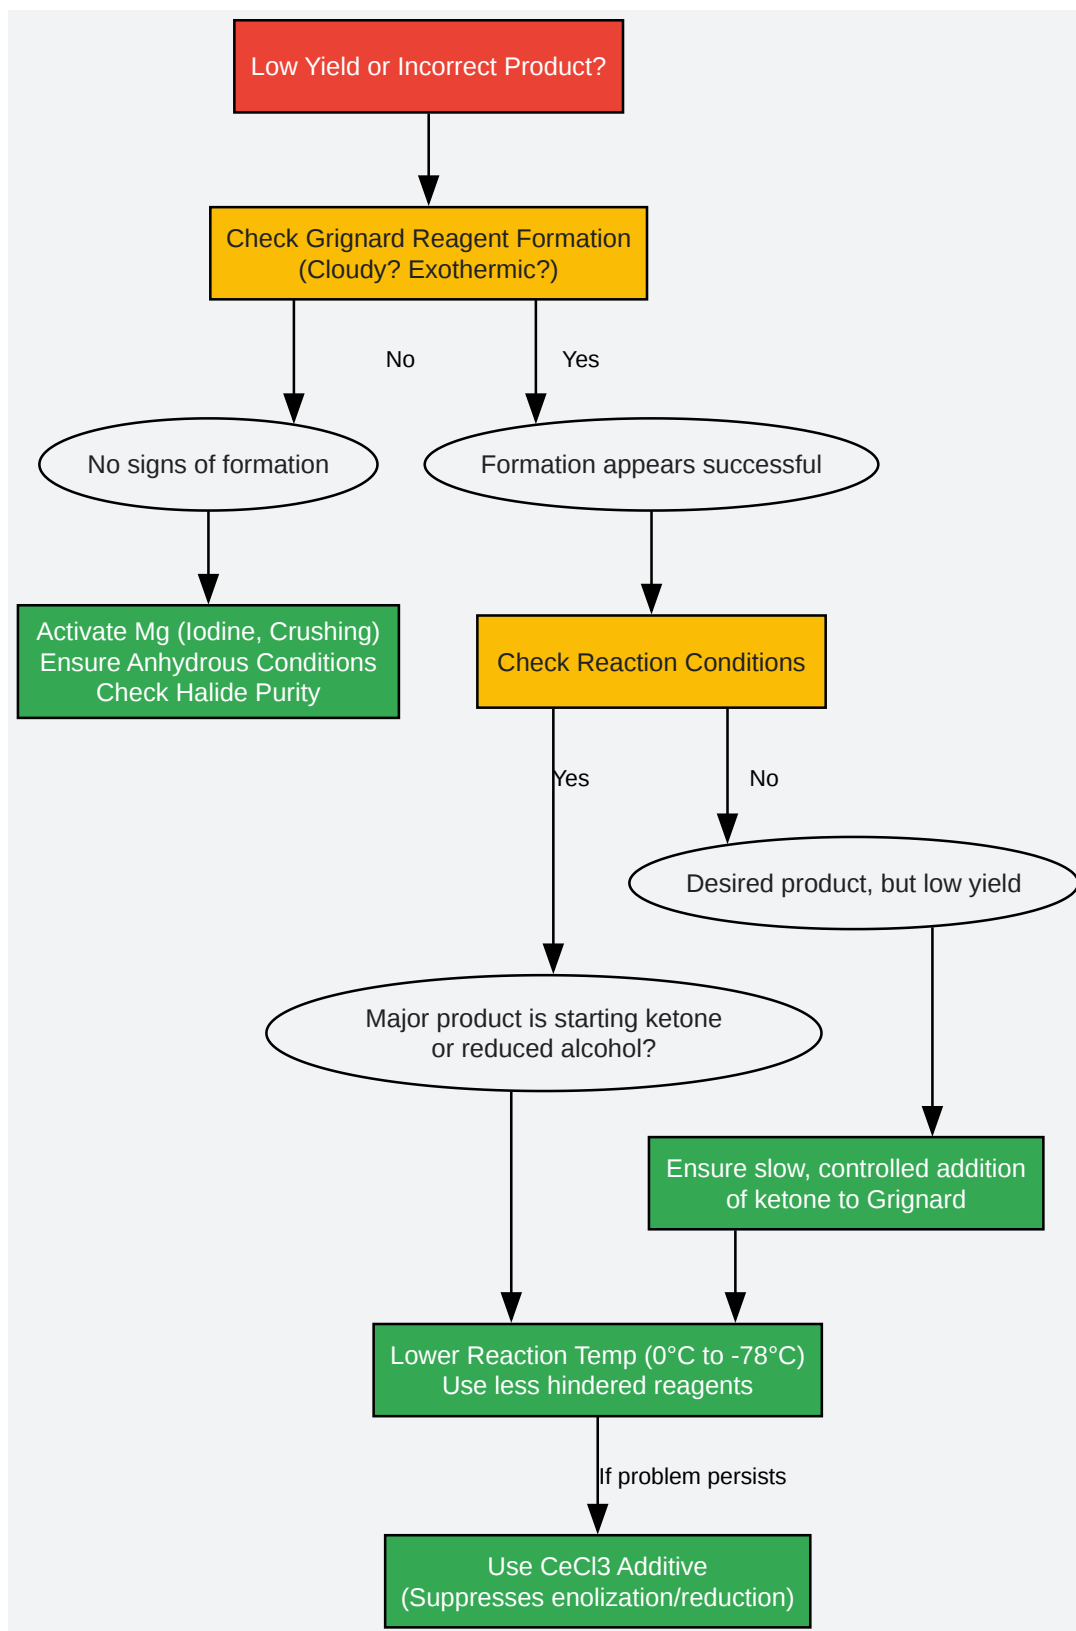 Low Yield or Incorrect Product?
Check Grignard Reagent Formation
(Cloudy? Exothermic?)
No
Yes
No signs of formation
Formation appears successful
Activate Mg (Iodine, Crushing)
Ensure Anhydrous Conditions
Check Halide Purity
Check Reaction Conditions
Yes
No
Desired product, but low yield
Major product is starting ketone
or reduced alcohol?
Ensure slow, controlled addition
of ketone to Grignard
Lower Reaction Temp (0°C to -78°C)
Use less hindered reagents
If problem persists
Use CeCl3 Additive
(Suppresses enolization/reduction)